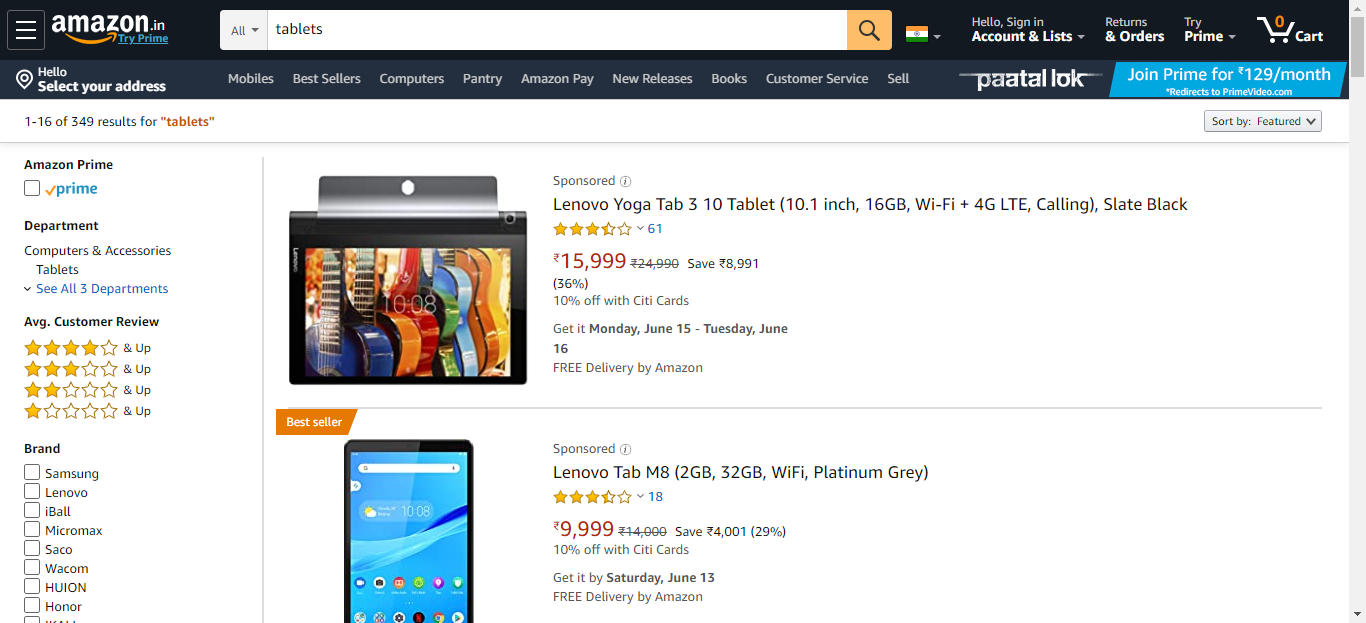 amazon.in
Try Prime
All
tablets
Hello, Sign in
Account & Lists
Returns
& Orders
Try
Prime
0
Cart
Hello
Select your address
Mobiles
Best Sellers
Computers
Pantry
Amazon Pay
New Releases
Books
Customer Service
Sell
paatal lok
Join Prime for ₹129/month
*Redirects to PrimeVideo.com
1-16 of 349 results for "tablets"
Sort by: Featured
Amazon Prime
prime
Department
Computers & Accessories
Tablets
See All 3 Departments
Avg. Customer Review
& Up
& Up
& Up
& Up
Brand
Samsung
Lenovo
iBall
Micromax
Saco
Wacom
HUION
Honor
lenovo
10:08
Sponsored
Lenovo Yoga Tab 3 10 Tablet (10.1 inch, 16GB, Wi-Fi + 4G LTE, Calling), Slate Black
61
₹15,999 ₹24,990 Save ₹8,991
(36%)
10% off with Citi Cards
Get it Monday, June 15 - Tuesday, June
16
FREE Delivery by Amazon
Best seller
10:08
Sponsored
Lenovo Tab M8 (2GB, 32GB, WiFi, Platinum Grey)
18
₹9,999 ₹14,000 Save ₹4,001 (29%)
10% off with Citi Cards
Get it by Saturday, June 13
FREE Delivery by Amazon